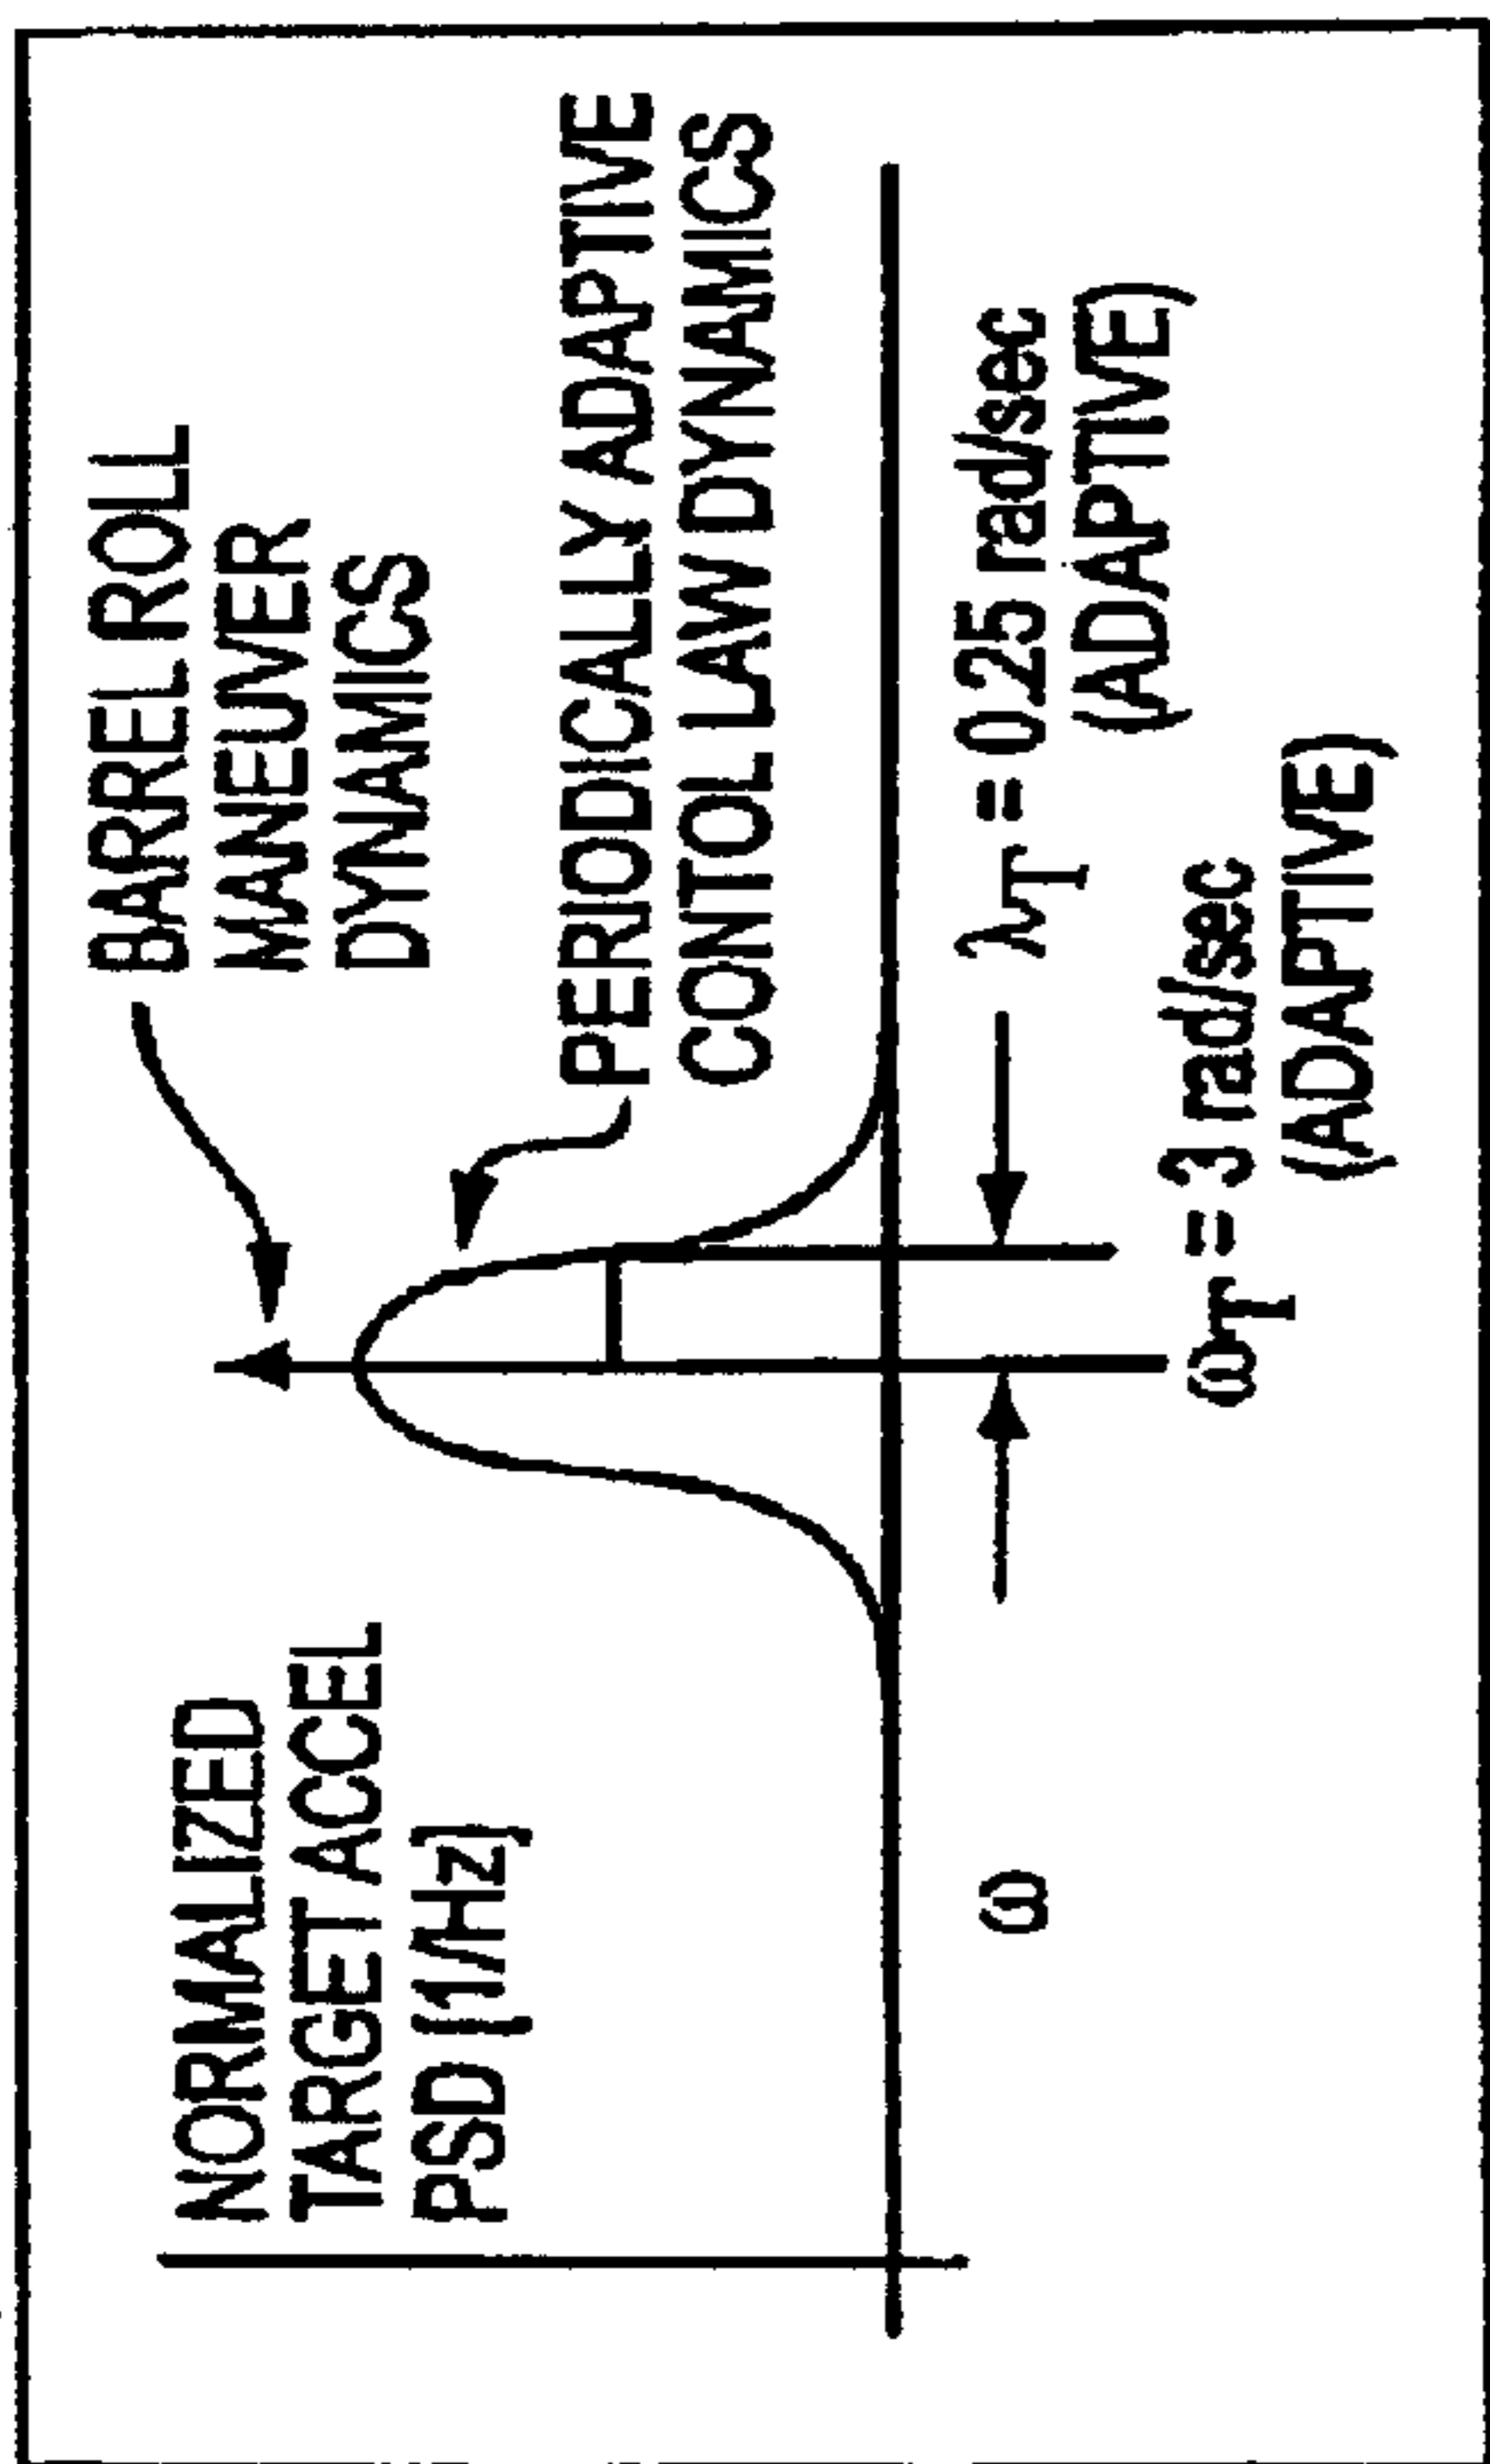 NORMALIZED
TARGET ACCEL
PSD [1/Hz]
BARREL ROLL
MANEUVER
DYNAMICS
PERIODICALLY ADAPTIVE
CONTOL LAW DYNAMICS
ω
λT = 0.25 rad/sec
(ADAPTIVE)
ωT = 3 rad/sec
(ADAPTIVE)